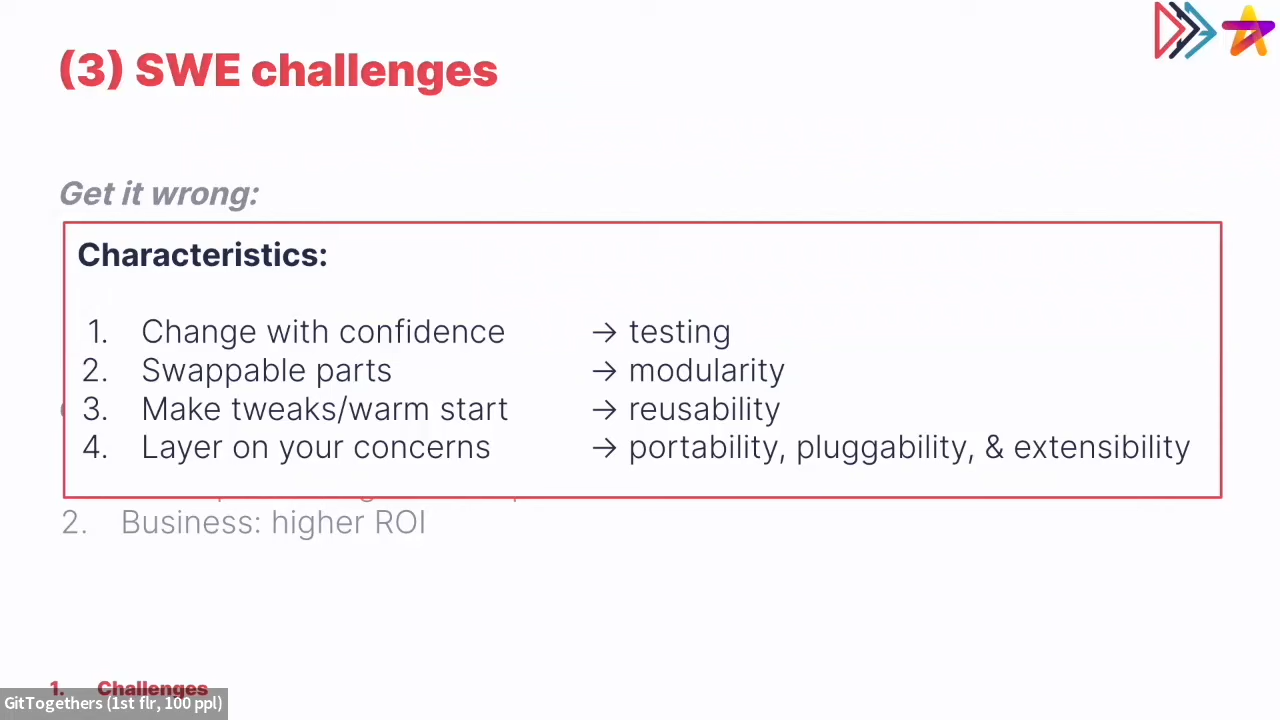 (3) SWE challenges
Get it wrong:
Characteristics:
1. Change with confidence → testing
2. Swappable parts → modularity
3. Make tweaks/warm start → reusability
4. Layer on your concerns → portability, pluggability, & extensibility
2. Business: higher ROI
1. Challenges
GitTogethers (1st flr, 100 ppl)